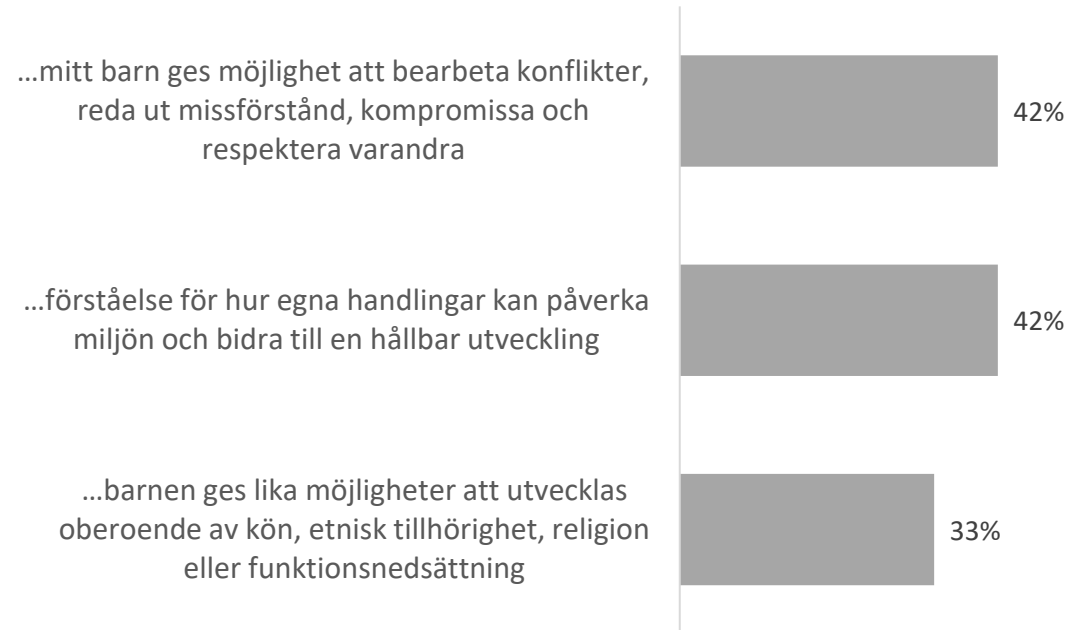 …mitt barn ges möjlighet att bearbeta konflikter,
reda ut missförstånd, kompromissa och
respektera varandra
42%
…förståelse för hur egna handlingar kan påverka
miljön och bidra till en hållbar utveckling
42%
…barnen ges lika möjligheter att utvecklas
oberoende av kön, etnisk tillhörighet, religion
eller funktionsnedsättning
33%